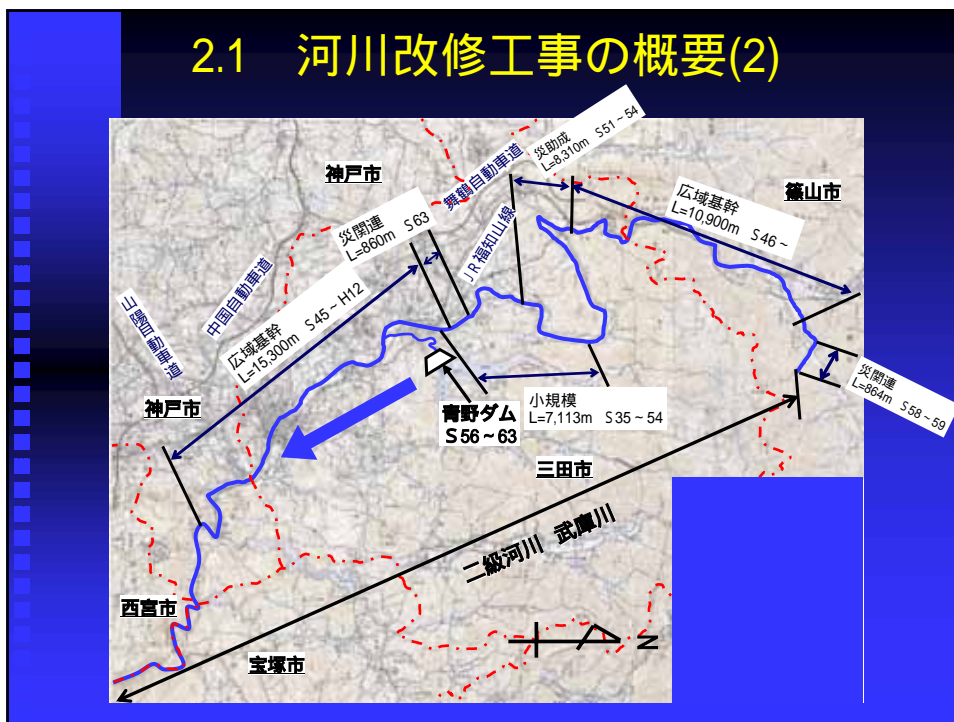 2.1　河川改修工事の概要(2)
災助成
L=8,310m　S51～54
神戸市
舞鶴自動車道
広域基幹
L=10,900m　S46～
篠山市
災関連
L=860m　S63
JR福知山線
中国自動車道
山陽自動車道
広域基幹
L=15,300m　S45～H12
災関連
L=864m　S58～59
神戸市
青野ダム
S56～63
小規模
L=7,113m　S35～54
三田市
二級河川　武庫川
西宮市
宝塚市
N